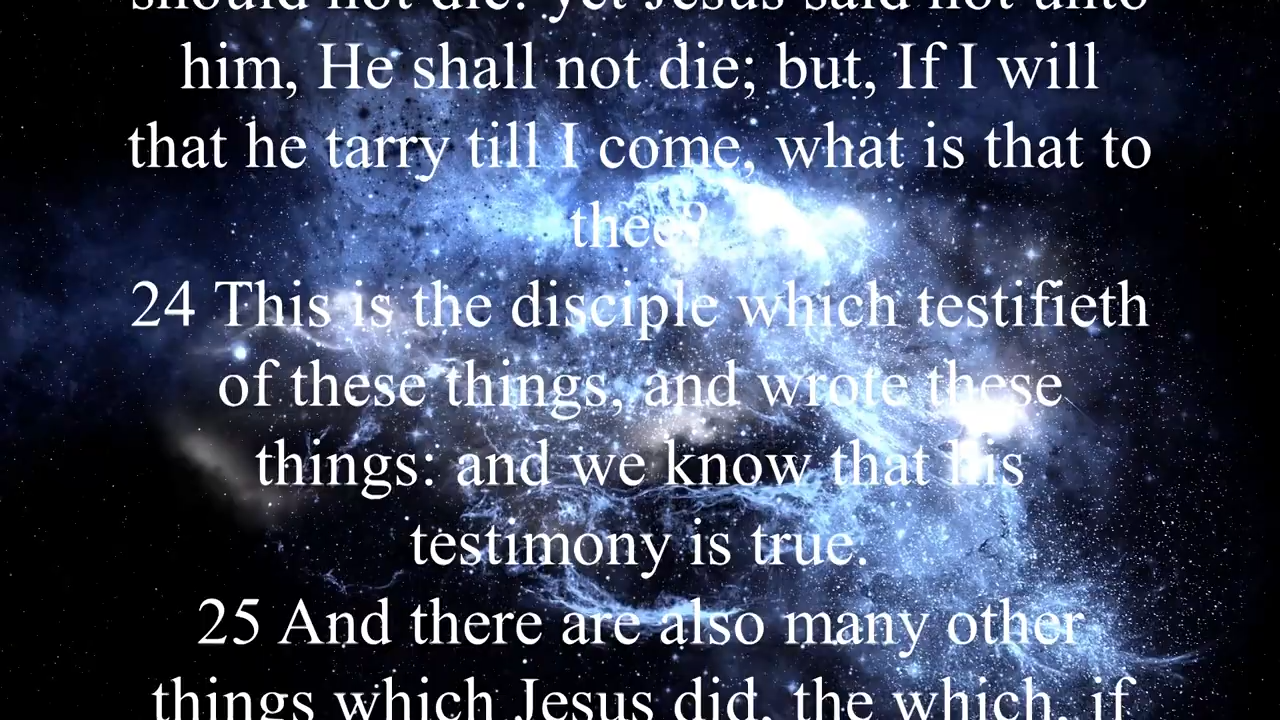 should not die: yet Jesus said not unto
him, He shall not die; but, If I will
that he tarry till I come, what is that to
thee?
24 This is the disciple which testifieth
of these things, and wrote these
things: and we know that his
testimony is true.
25 And there are also many other
things which Jesus did, the which, if